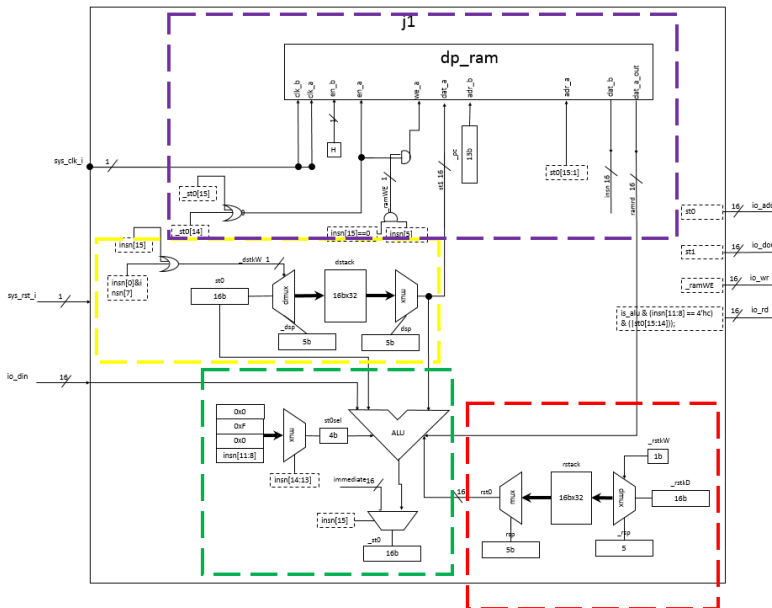 j1
dp_ram
clk_b
clk_a
en_b
en_a
we_a
dat_a
adr_b
adr_a
dat_b
dat_a_out
sys_clk_i
1
1
H
_pc
13b
st0[15:1]
st1 16
insn 16
ramrd 16
_st0[15]
_st0[14]
ramWE 1
insn[15]==0
insn[5]
st0
16
io_add
st1
16
io_dou
_ramWE
16
io_wr
is_alu & (insn[11:8] == 4'hc)
& (|st0[15:14]));
16
io_rd
insn[15]
insn[0]&i
nsn[7]
_dstkW 1
sys_rst_i
1
st0
16b
dmux
dstack
16bx32
mux
_dsp
5b
dsp
5b
io_din
16
0x0
0xF
0x0
insn[11:8]
mux
st0sel
4b
ALU
insn[14:13]
immediate 16
insn[15]
_st0
16b
16
rst0
mux
rstack
16bx32
dmux
_rstkW
1b
_rstkD
16b
rsp
5b
_rsp
5